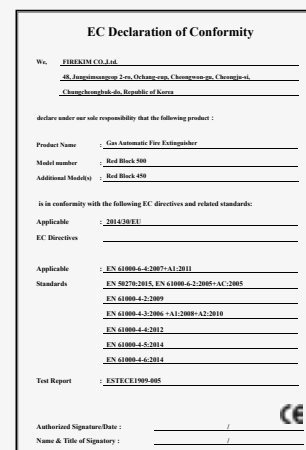 EC Declaration of Conformity
We, FIREKIM CO.,Ltd.
48, Jungsimsangeop 2-ro, Ochang-eup, Cheongwon-gu, Cheongju-si,
Chungcheongbuk-do, Republic of Korea
declare under our sole responsibility that the following product :
Product Name : Gas Automatic Fire Extinguisher
Model number : Red Block 500
Additional Model(s) : Red Block 450
is in conformity with the following EC directives and related standards:
Applicable : 2014/30/EU
EC Directives
Applicable : EN 61000-6-4:2007+A1:2011
Standards EN 50270:2015, EN 61000-6-2:2005+AC:2005
EN 61000-4-2:2009
EN 61000-4-3:2006 +A1:2008+A2:2010
EN 61000-4-4:2012
EN 61000-4-5:2014
EN 61000-4-6:2014
Test Report : ESTECE1909-005
CE
Authorized Signature/Date : /
Name & Title of Signatory : /